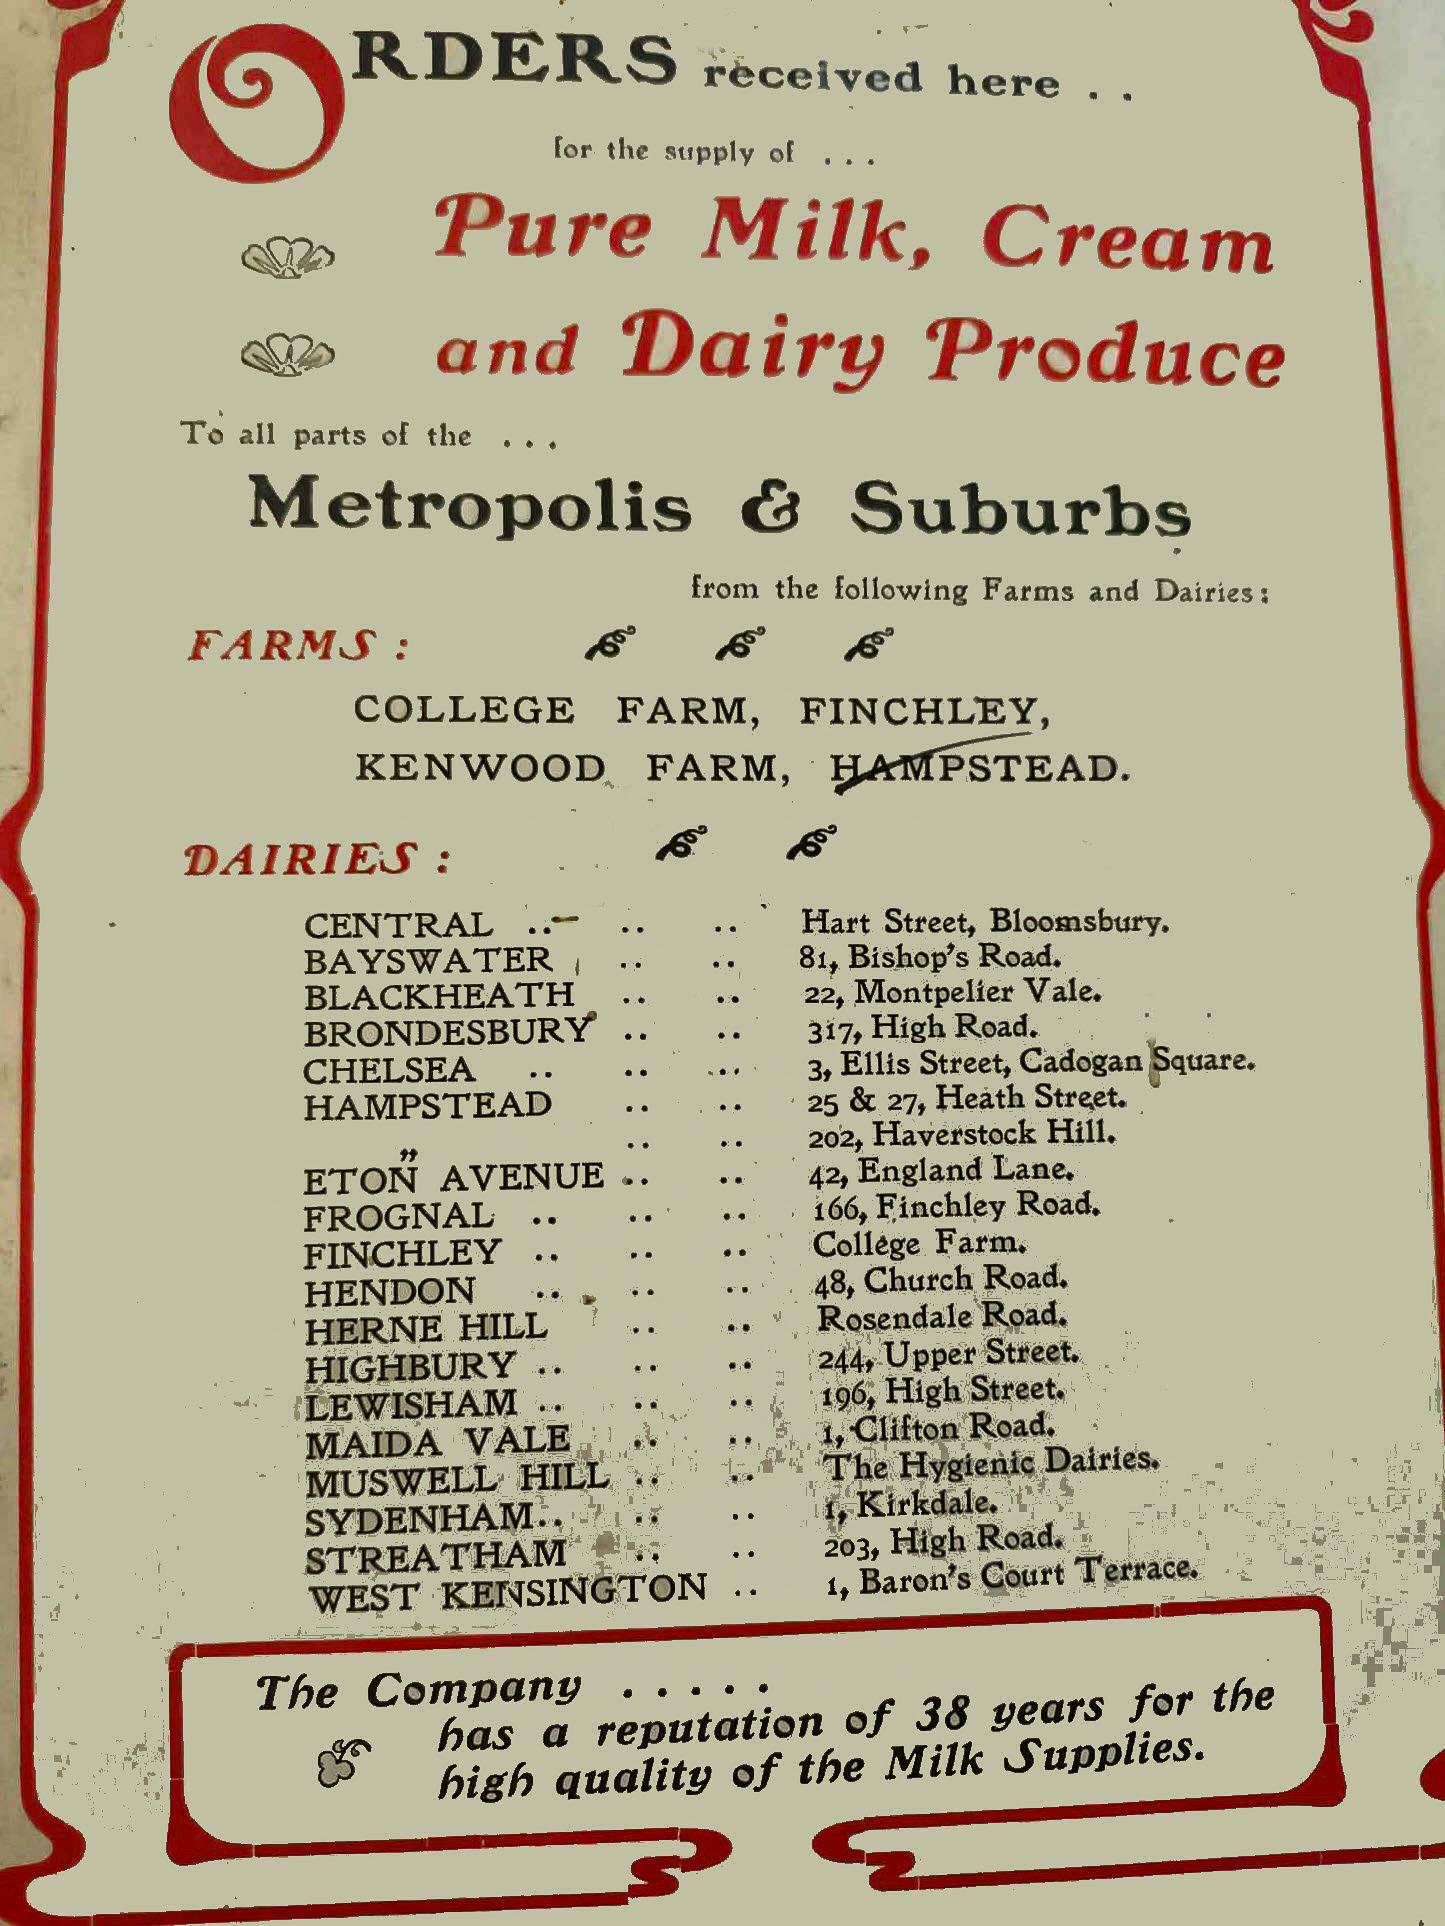 ORDERS received here . .
for the supply of . . .
Pure Milk, Cream
and Dairy Produce
To all parts of the . . .
Metropolis & Suburbs
from the following Farms and Dairies:
FARMS :
COLLEGE FARM, FINCHLEY,
KENWOOD FARM, HAMPSTEAD.
DAIRIES :
CENTRAL .. .. .. Hart Street, Bloomsbury.
BAYSWATER .. .. 81, Bishop's Road.
BLACKHEATH .. .. 22, Montpelier Vale.
BRONDESBURY .. .. 317, High Road.
CHELSEA .. .. .. 3, Ellis Street, Cadogan Square.
HAMPSTEAD .. .. 25 & 27, Heath Street.
" .. .. 202, Haverstock Hill.
ETON AVENUE .. .. 42, England Lane.
FROGNAL .. .. .. 166, Finchley Road.
FINCHLEY .. .. .. College Farm.
HENDON .. .. .. 48, Church Road.
HERNE HILL .. .. Rosendale Road.
HIGHBURY .. .. .. 244, Upper Street.
LEWISHAM .. .. .. 196, High Street.
MAIDA VALE .. .. 1, Clifton Road.
MUSWELL HILL .. .. The Hygienic Dairies.
SYDENHAM .. .. .. 1, Kirkdale.
STREATHAM .. .. 203, High Road.
WEST KENSINGTON .. 1, Baron's Court Terrace.
The Company . . . . .
has a reputation of 38 years for the
high quality of the Milk Supplies.